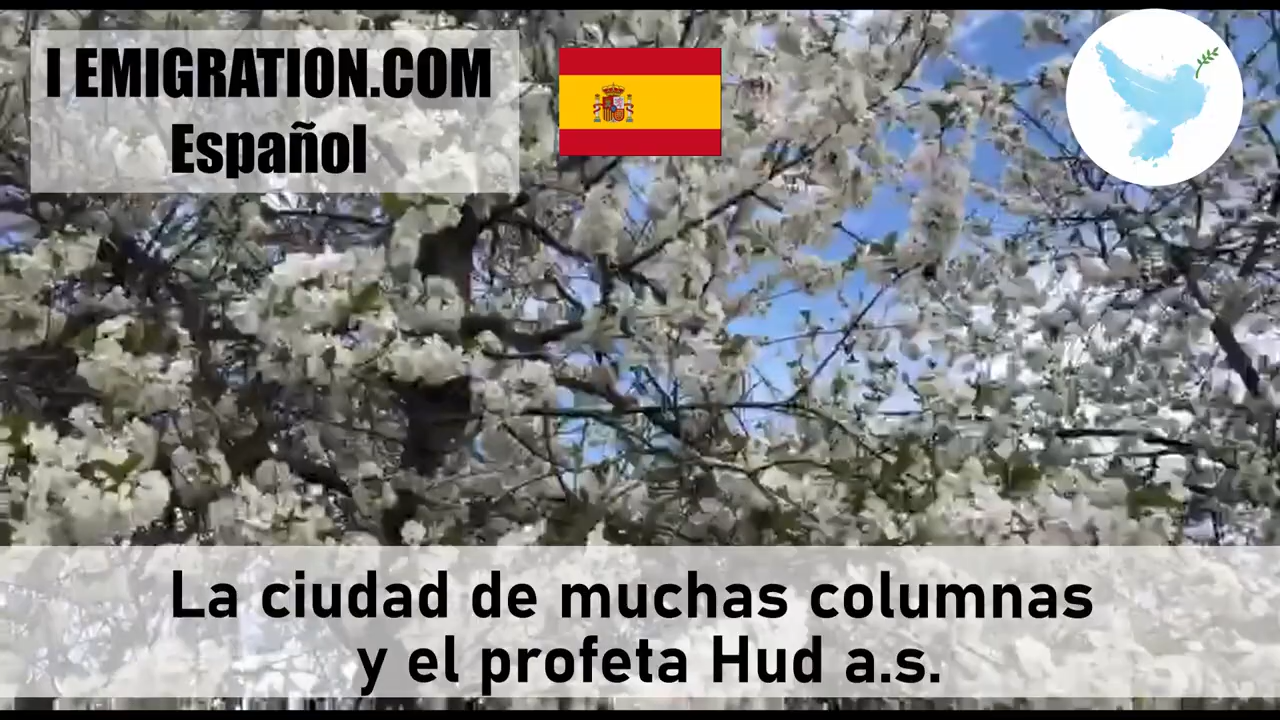 I EMIGRATION.COM
Español
La ciudad de muchas columnas
y el profeta Hud a.s.